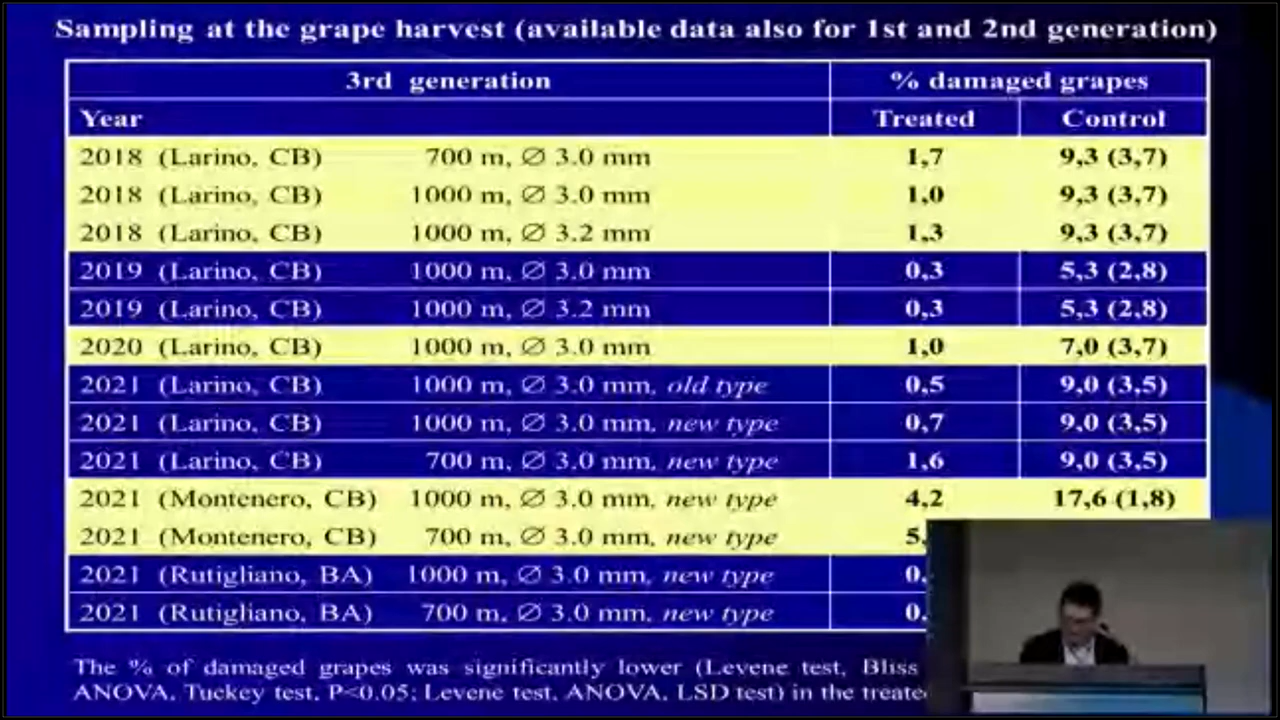 Sampling at the grape harvest (available data also for 1st and 2nd generation)
3rd generation % damaged grapes
Year Treated Control
2018 (Larino, CB) 700 m, Ø 3.0 mm 1,7 9,3 (3,7)
2018 (Larino, CB) 1000 m, Ø 3.0 mm 1,0 9,3 (3,7)
2018 (Larino, CB) 1000 m, Ø 3.2 mm 1,3 9,3 (3,7)
2019 (Larino, CB) 1000 m, Ø 3.0 mm 0,3 5,3 (2,8)
2019 (Larino, CB) 1000 m, Ø 3.2 mm 0,3 5,3 (2,8)
2020 (Larino, CB) 1000 m, Ø 3.0 mm 1,0 7,0 (3,7)
2021 (Larino, CB) 1000 m, Ø 3.0 mm, old type 0,5 9,0 (3,5)
2021 (Larino, CB) 1000 m, Ø 3.0 mm, new type 0,7 9,0 (3,5)
2021 (Larino, CB) 700 m, Ø 3.0 mm, new type 1,6 9,0 (3,5)
2021 (Montenero, CB) 1000 m, Ø 3.0 mm, new type 4,2 17,6 (1,8)
2021 (Montenero, CB) 700 m, Ø 3.0 mm, new type 5,
2021 (Rutigliano, BA) 1000 m, Ø 3.0 mm, new type 0,
2021 (Rutigliano, BA) 700 m, Ø 3.0 mm, new type 0,
The % of damaged grapes was significantly lower (Levene test, Bliss
ANOVA, Tuckey test, P<0.05; Levene test, ANOVA, LSD test) in the treate